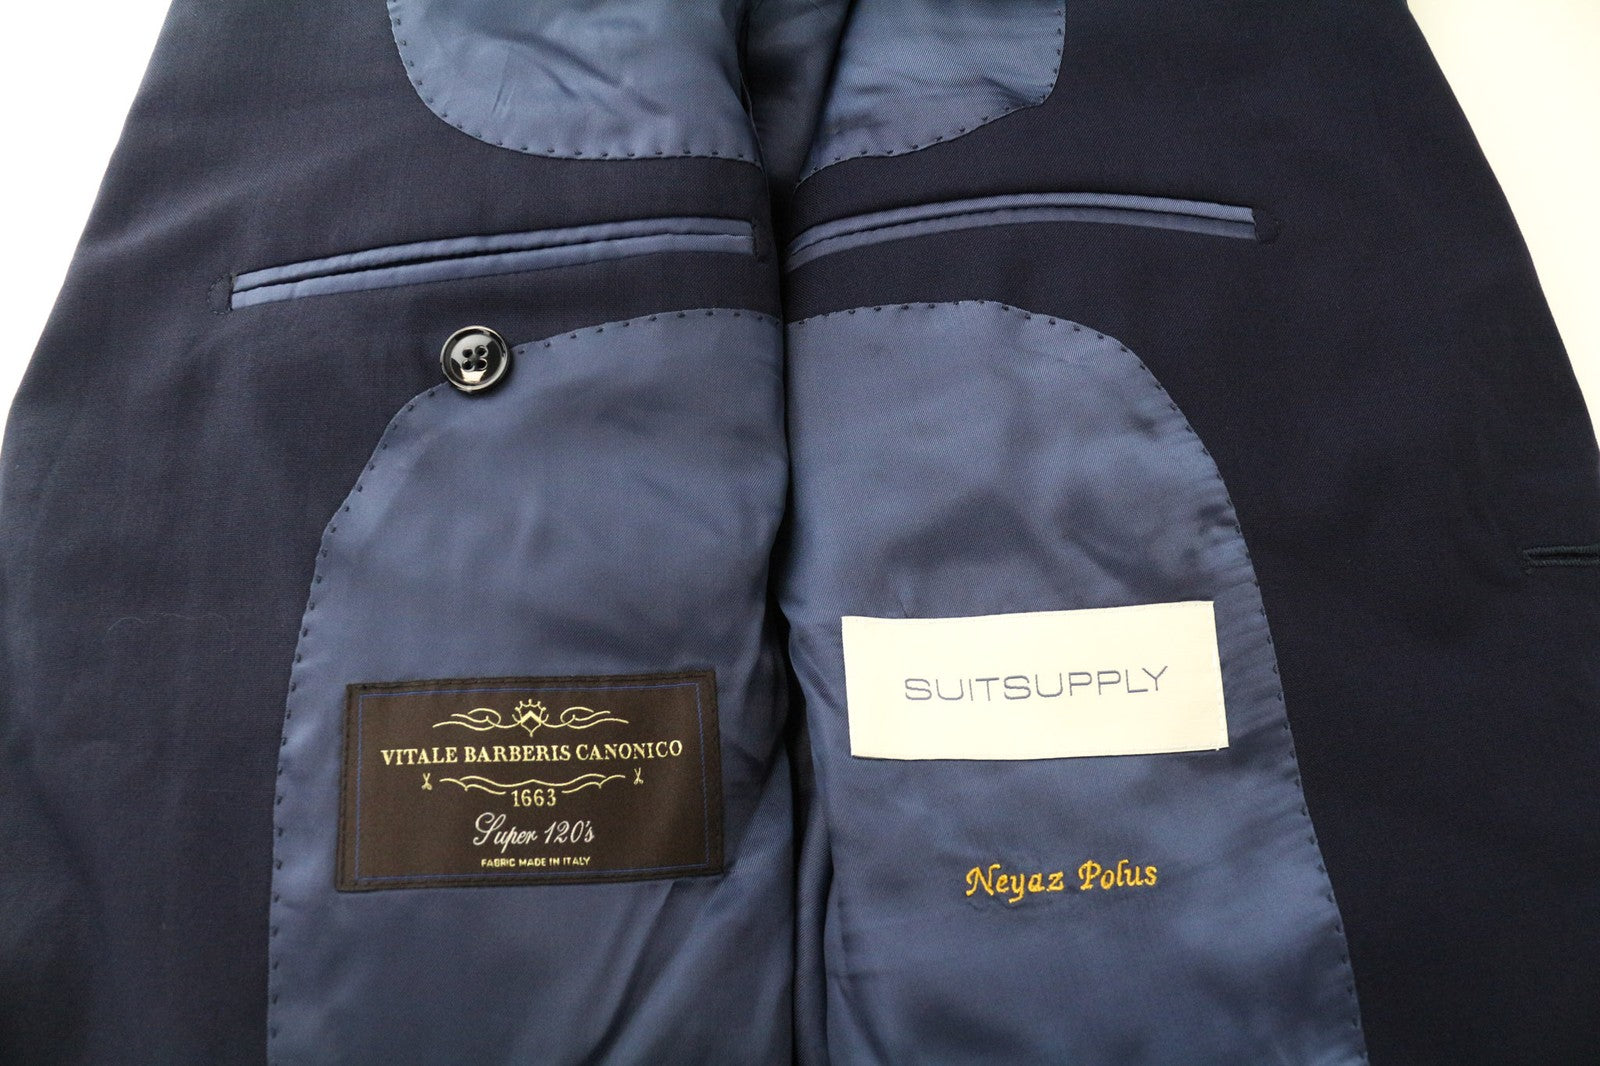 VITALE BARBERIS CANONICO
1663
Super 120's
FABRIC MADE IN ITALY
SUITSUPPLY
Neyaz Polus